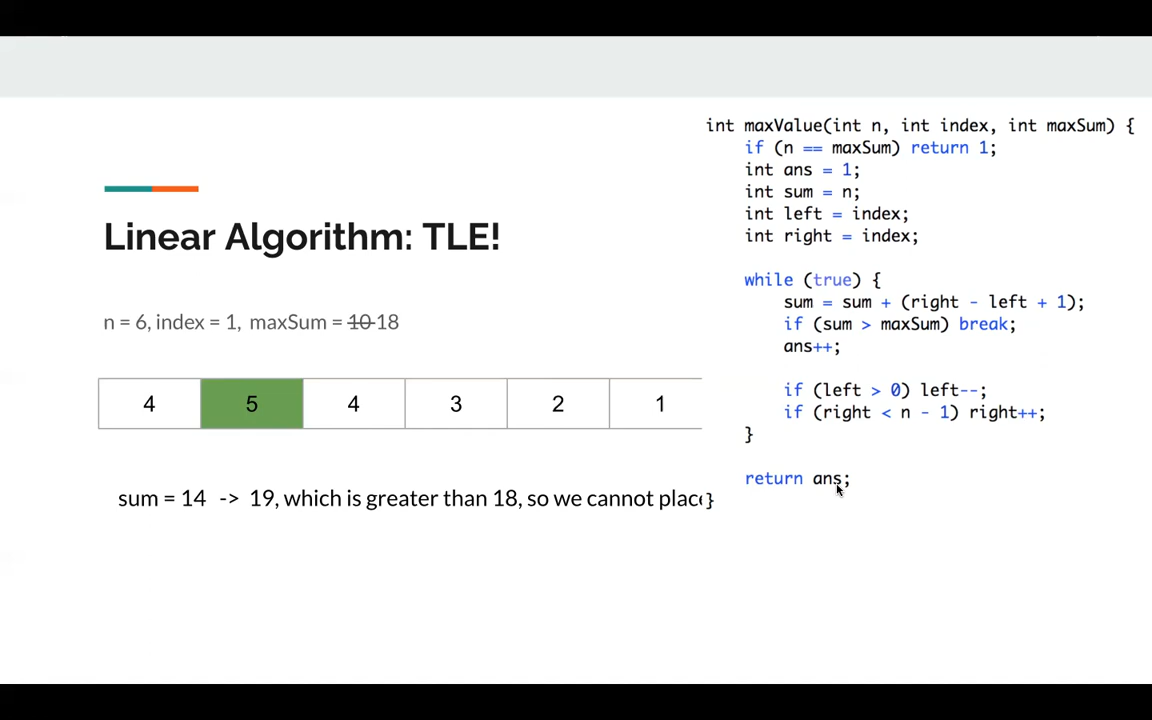 int maxValue(int n, int index, int maxSum) {
if (n == maxSum) return 1;
int ans = 1;
int sum = n;
int left = index;
int right = index;
while (true) {
sum = sum + (right - left + 1);
if (sum > maxSum) break;
ans++;
if (left > 0) left--;
if (right < n - 1) right++;
}
return ans;
}
Linear Algorithm: TLE!
n = 6, index = 1, maxSum = 10 18
4 5 4 3 2 1
sum = 14 -> 19, which is greater than 18, so we cannot